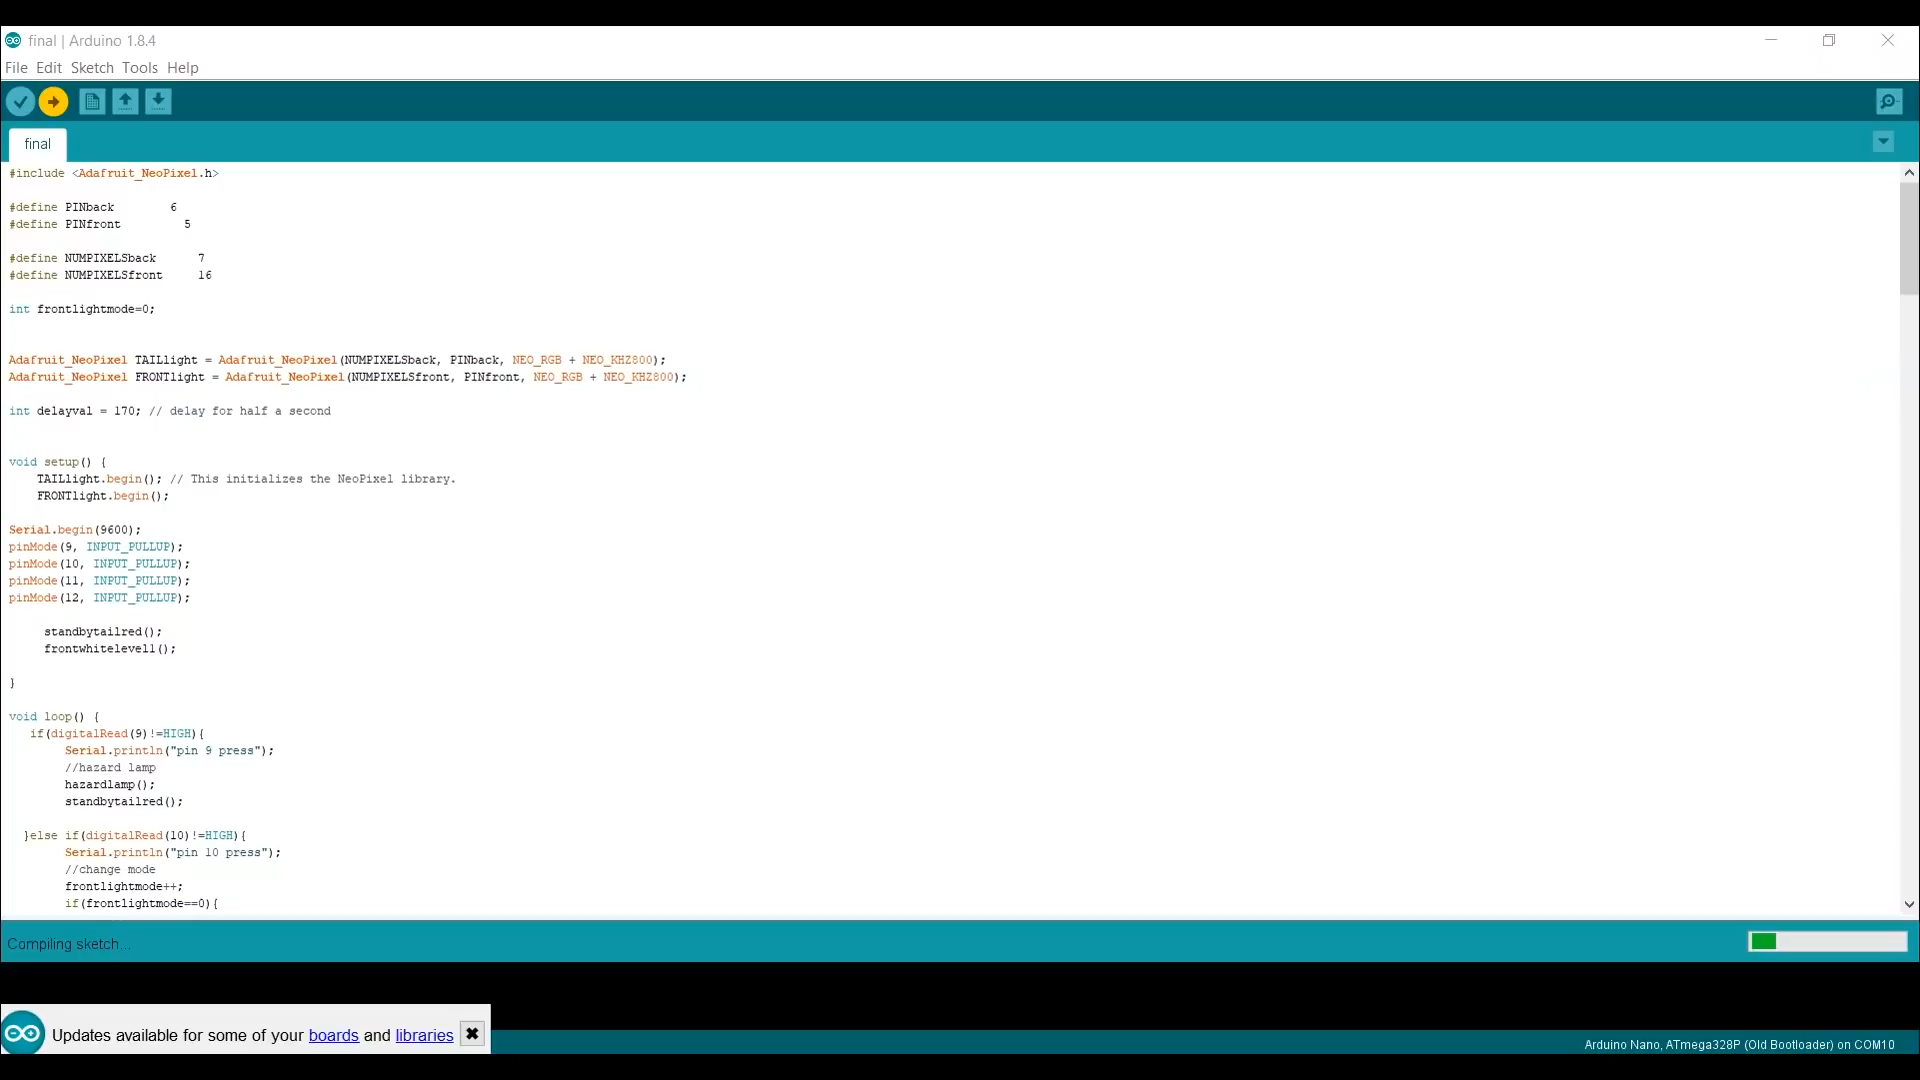 final | Arduino 1.8.4
File Edit Sketch Tools Help
final
#include <Adafruit_NeoPixel.h>
#define PINback 6
#define PINfront 5
#define NUMPIXELSback 7
#define NUMPIXELSfront 16
int frontlightmode=0;
Adafruit_NeoPixel TAILlight = Adafruit_NeoPixel(NUMPIXELSback, PINback, NEO_RGB + NEO_KHZ800);
Adafruit_NeoPixel FRONTlight = Adafruit_NeoPixel(NUMPIXELSfront, PINfront, NEO_RGB + NEO_KHZ800);
int delayval = 170; // delay for half a second
void setup() {
TAILlight.begin(); // This initializes the NeoPixel library.
FRONTlight.begin();
Serial.begin(9600);
pinMode(9, INPUT_PULLUP);
pinMode(10, INPUT_PULLUP);
pinMode(11, INPUT_PULLUP);
pinMode(12, INPUT_PULLUP);
standbytailred();
frontwhitelevel1();
}
void loop() {
if(digitalRead(9)!=HIGH){
Serial.println("pin 9 press");
//hazard lamp
hazardlamp();
standbytailred();
}else if(digitalRead(10)!=HIGH){
Serial.println("pin 10 press");
//change mode
frontlightmode++;
if(frontlightmode==0){
Compiling sketch...
Updates available for some of your boards and libraries
Arduino Nano, ATmega328P (Old Bootloader) on COM10